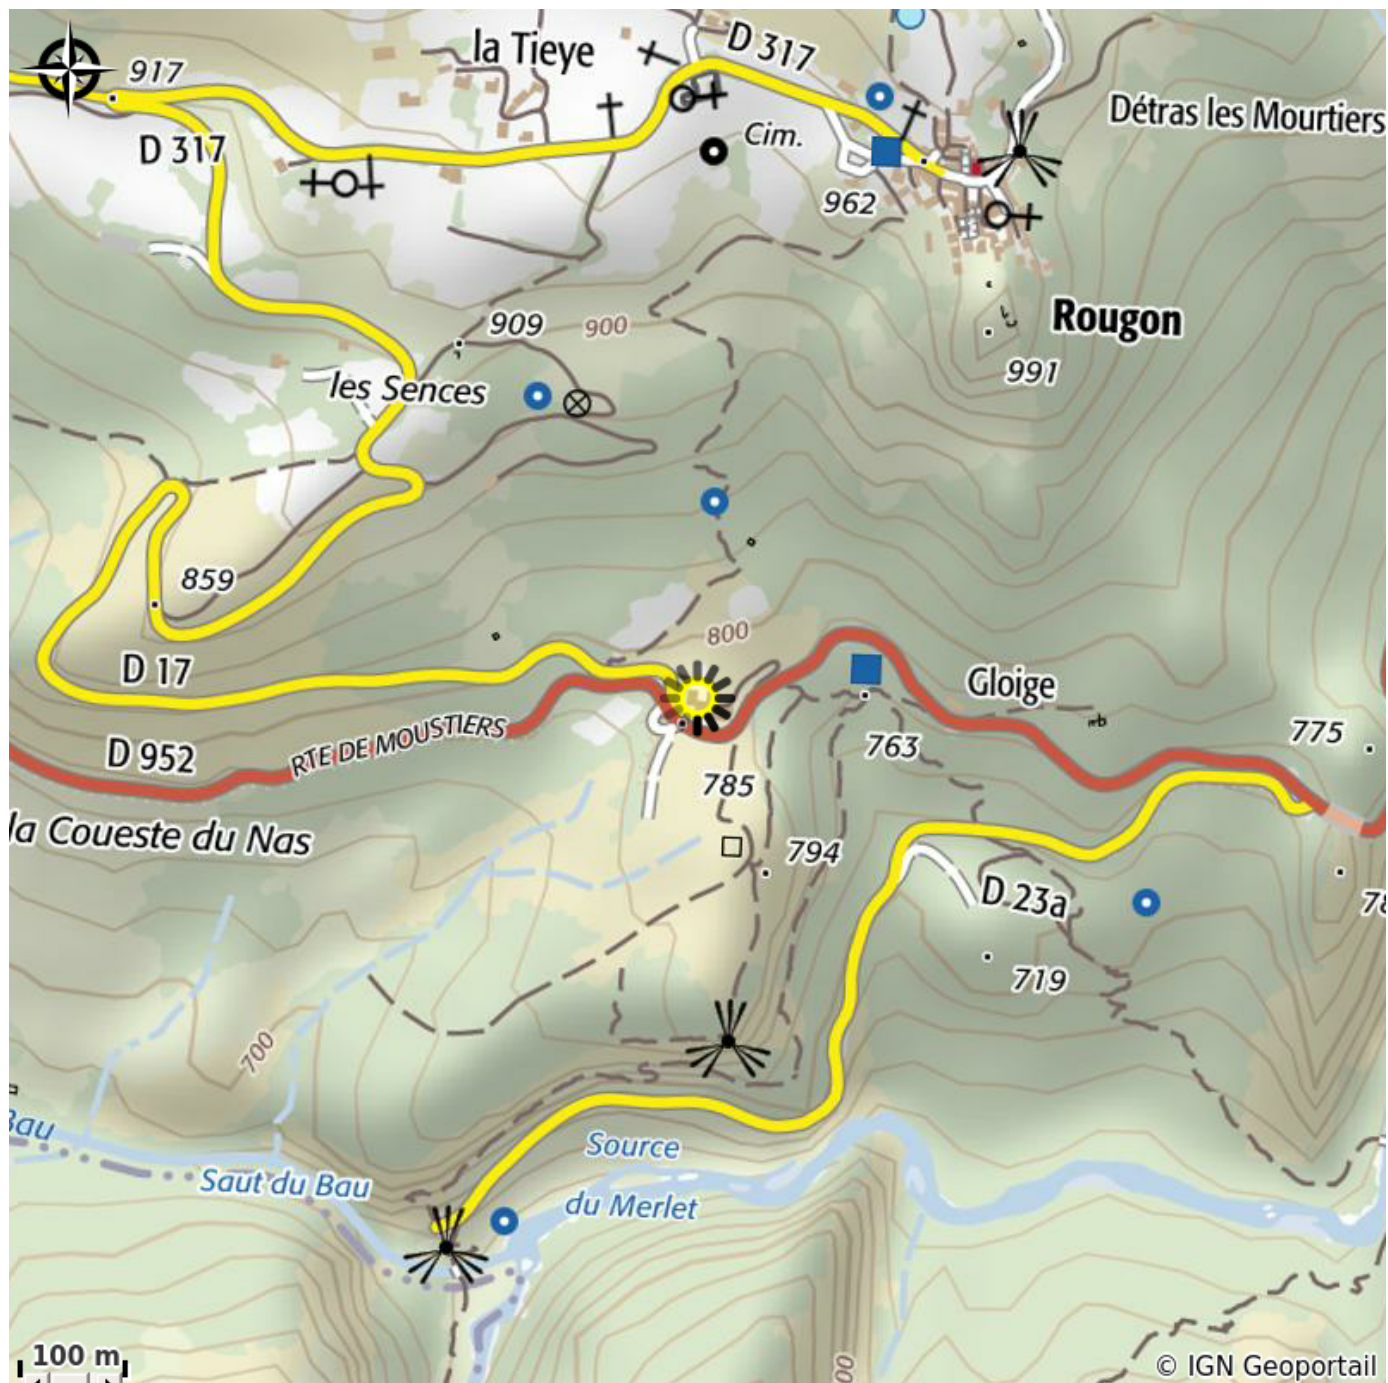 la Tieye
D 317
917
Détras les Mourtiers
Cim.
D 317
962
909
900
Rougon
991
les Sences
859
800
D 17
Gloige
775
RTE DE MOUSTIERS
763
D 952
785
la Coueste du Nas
794
D 23a
719
700
Bau
Source
du Merlet
Saut du Bau
100 m
© IGN Geoportail